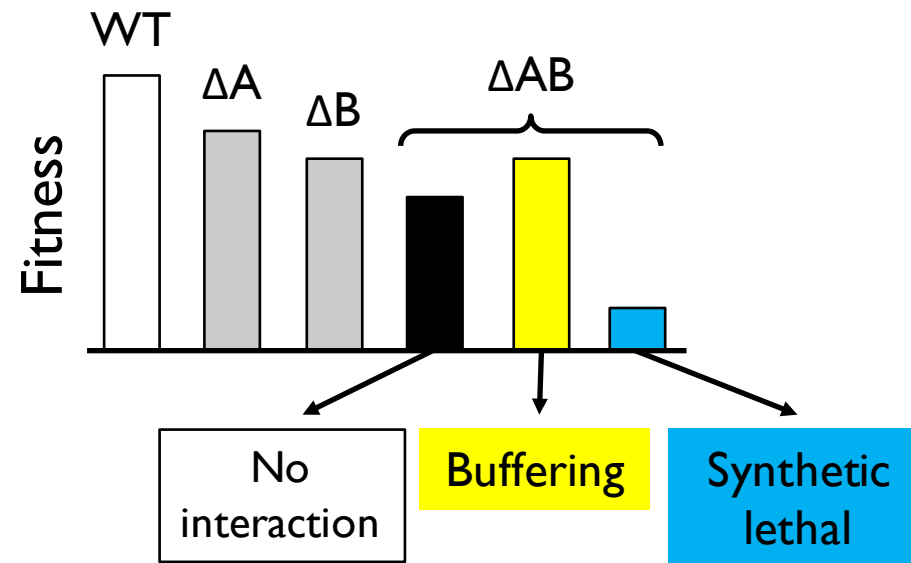 WT
ΔA
ΔB
ΔAB
Fitness
No
interaction
Buffering
Synthetic
lethal